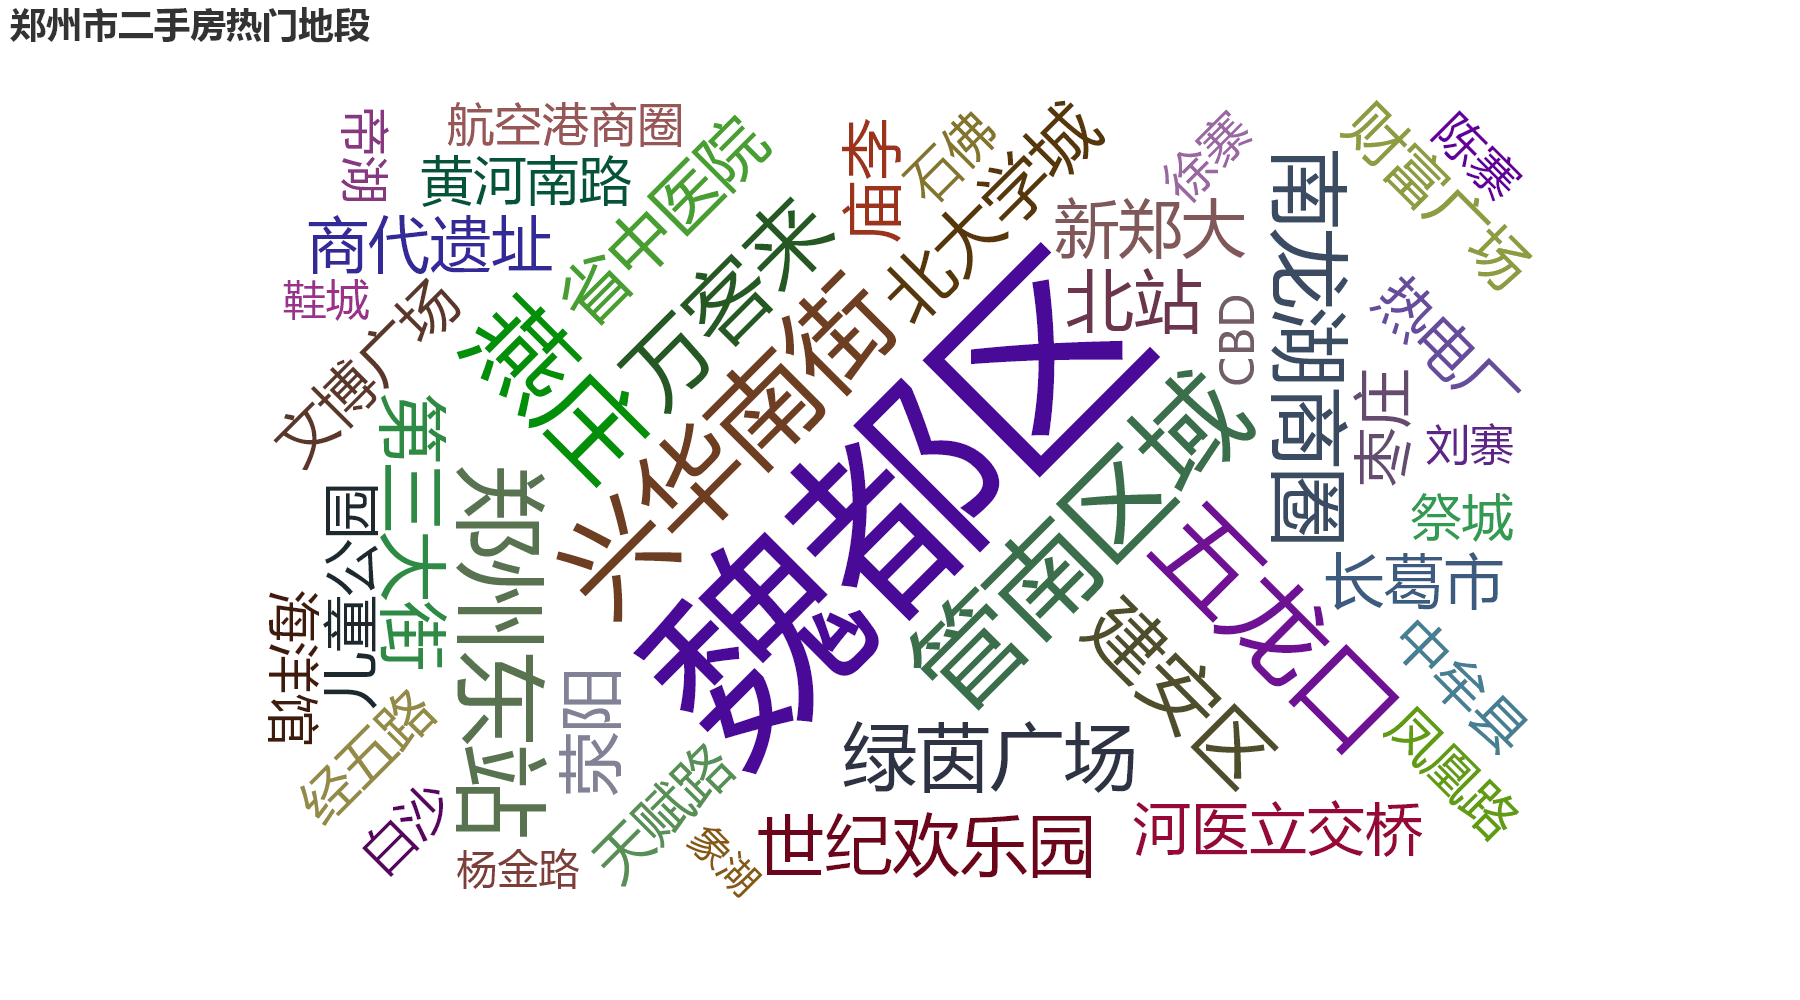 郑州市二手房热门地段
帝湖
航空港商圈
黄河南路
省中医院
商代遗址
鞋城
文博广场
燕庄
万客来
兴华南街
庙李
石佛
北大学城
徐寨
新郑大
北站
CBD
南龙湖商圈
财富广场
陈寨
热电厂
枣庄
刘寨
祭城
长葛市
中牟县
凤凰路
魏都区
管南区域
五龙口
建安区
第三大街
郑州东站
儿童公园
海洋馆
经五路
白沙
杨金路
荥阳
天赋路
象湖
绿茵广场
世纪欢乐园
河医立交桥